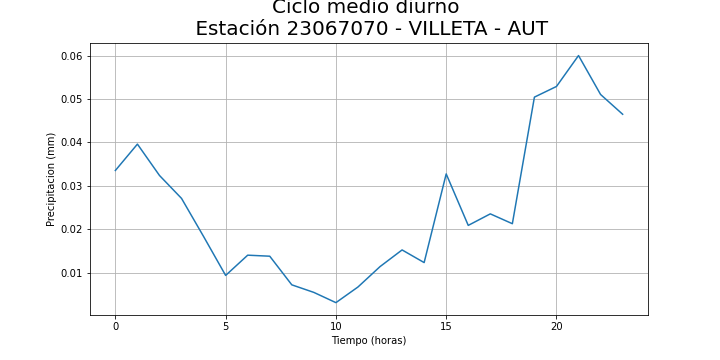 Ciclo medio diurno
Estación 23067070 - VILLETA - AUT
0.06
0.05
0.04
0.03
0.02
0.01
Precipitacion (mm)
0 5 10 15 20
Tiempo (horas)